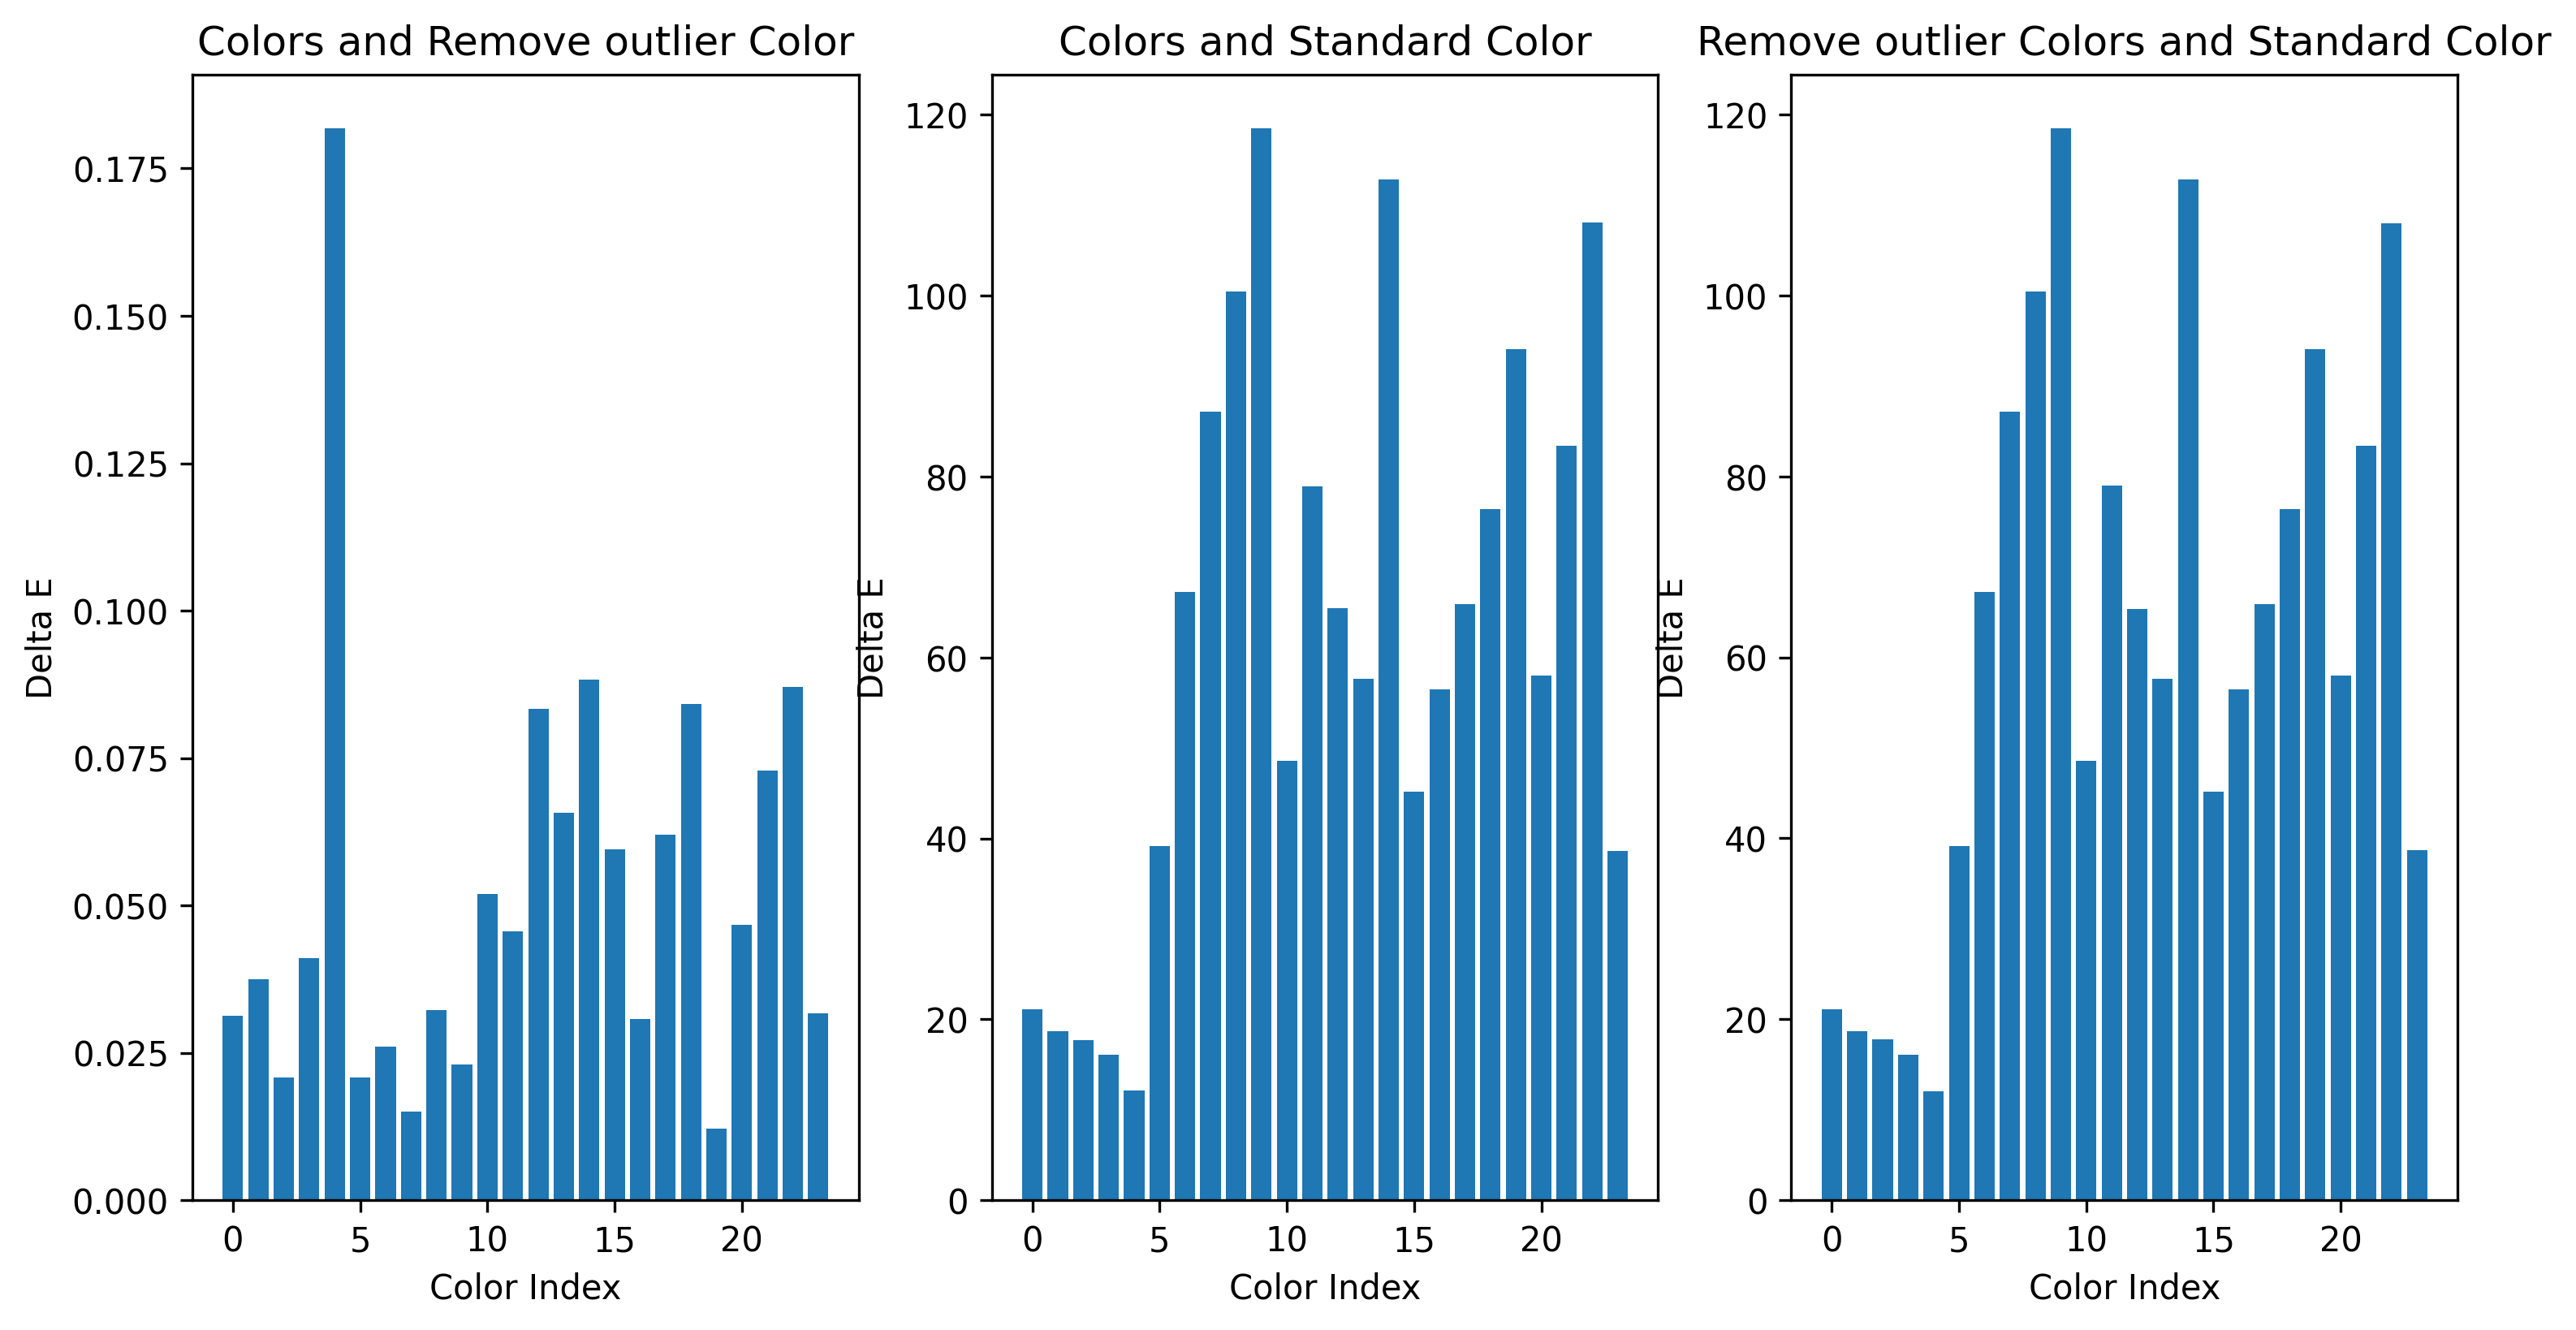 Colors and Remove outlier Color
Delta E
0.175
0.150
0.125
0.100
0.075
0.050
0.025
0.000
0 5 10 15 20
Color Index
Colors and Standard Color
Delta E
120
100
80
60
40
20
0
0 5 10 15 20
Color Index
Remove outlier Colors and Standard Color
Delta E
120
100
80
60
40
20
0
0 5 10 15 20
Color Index